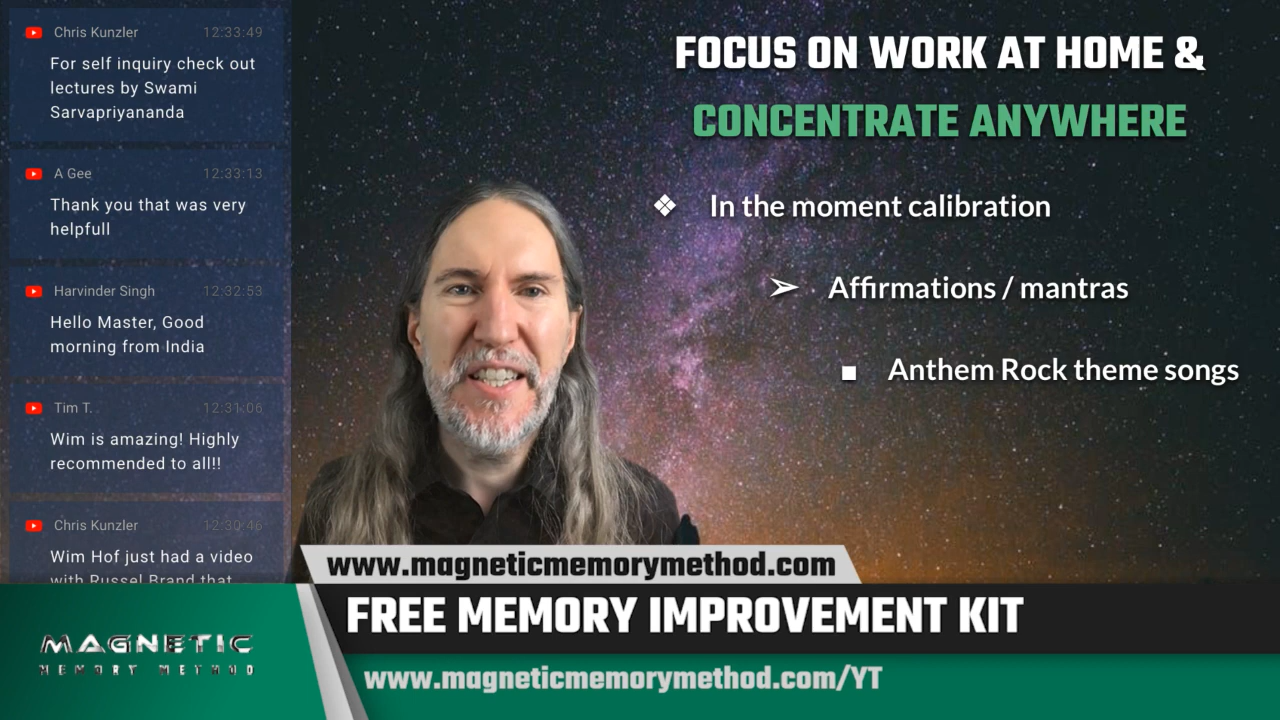 Chris Kunzler 12:33:49
For self inquiry check out
lectures by Swami
Sarvapriyananda
A Gee 12:33:13
Thank you that was very
helpfull
Harvinder Singh 12:32:53
Hello Master, Good
morning from India
Tim T. 12:31:06
Wim is amazing! Highly
recommended to all!!
Chris Kunzler 12:30:46
Wim Hof just had a video
with Russel Brand that
FOCUS ON WORK AT HOME &
CONCENTRATE ANYWHERE
❖ In the moment calibration
➢ Affirmations / mantras
■ Anthem Rock theme songs
www.magneticmemorymethod.com
FREE MEMORY IMPROVEMENT KIT
www.magneticmemorymethod.com/YT
MAGNETIC
MEMORY METHOD